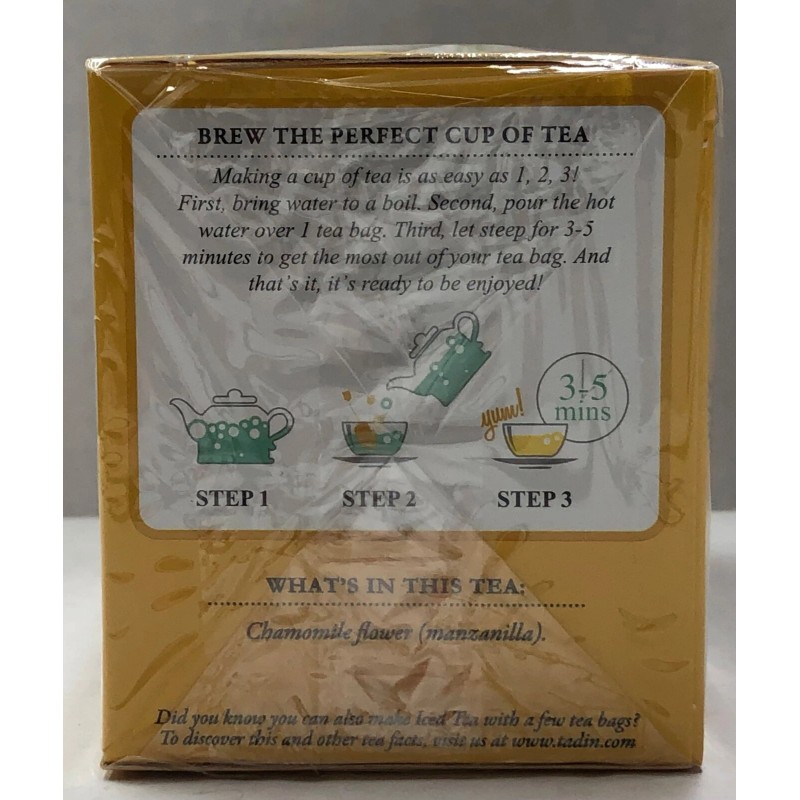 BREW THE PERFECT CUP OF TEA
Making a cup of tea is as easy as 1, 2, 3!
First, bring water to a boil. Second, pour the hot
water over 1 tea bag. Third, let steep for 3-5
minutes to get the most out of your tea bag. And
that's it, it's ready to be enjoyed!
yum!
3-5
mins
STEP 1 STEP 2 STEP 3
WHAT'S IN THIS TEA:
Chamomile flower (manzanilla).
Did you know you can also make Iced Tea with a few tea bags?
To discover this and other tea facts, visit us at www.tadin.com